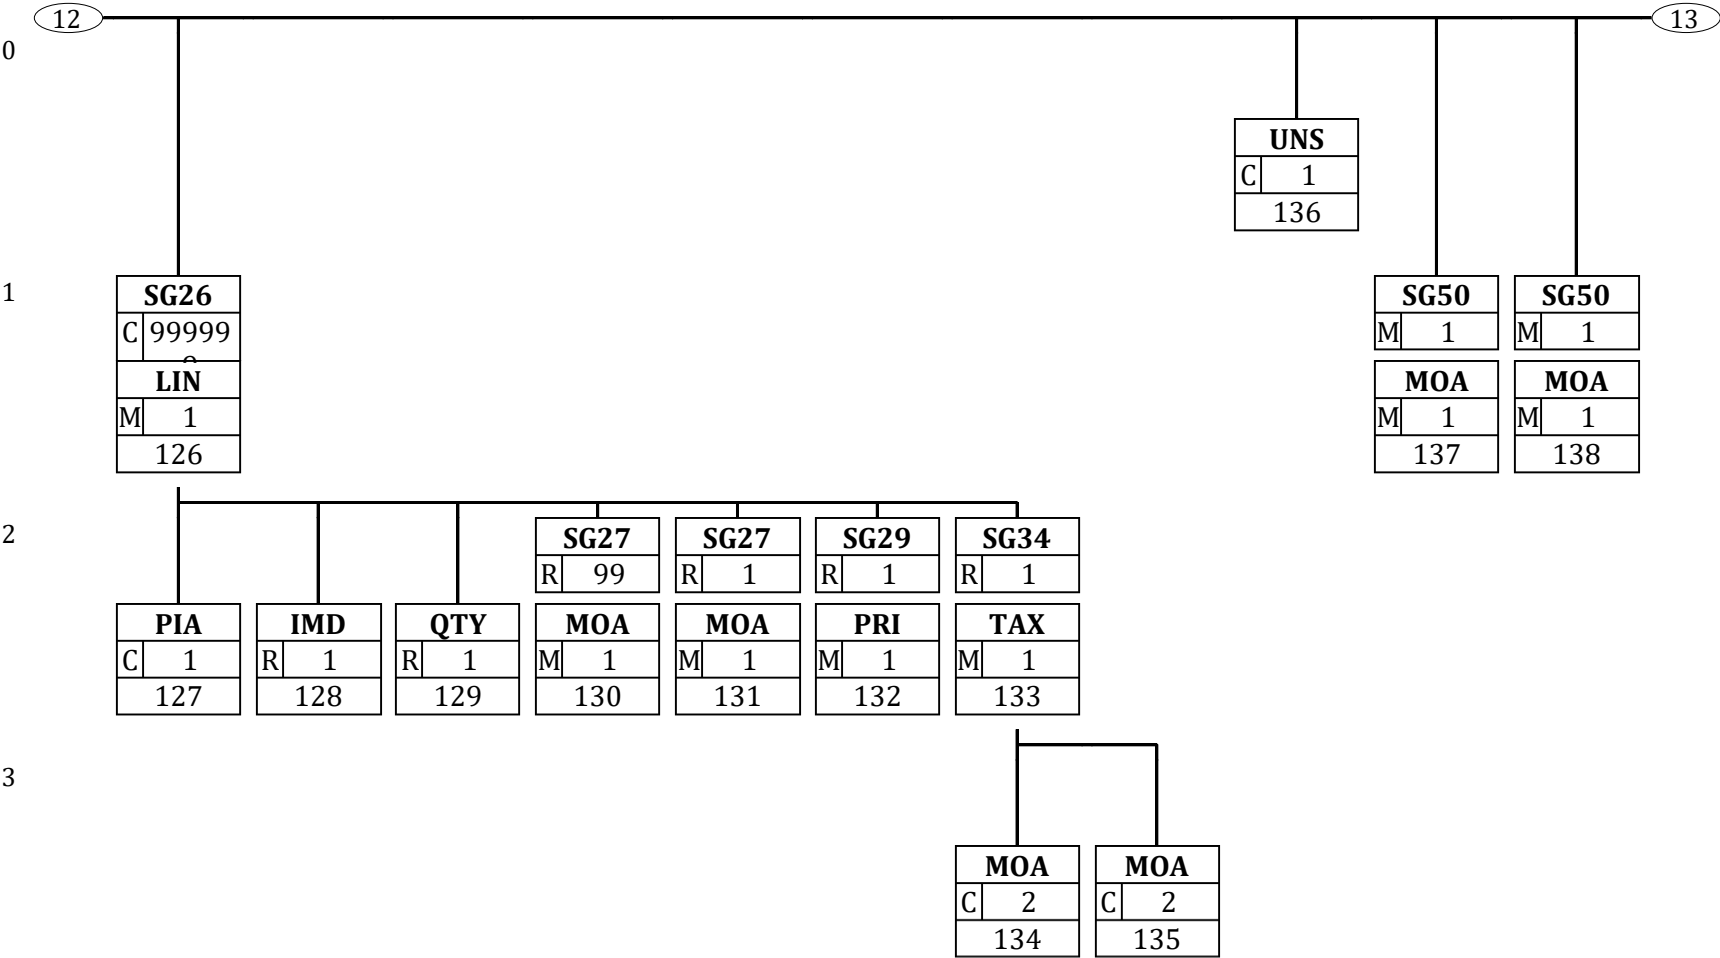 12 13
0
UNS
C 1
136
1 SG26 SG50 SG50
C 99999 M 1 M 1
LIN MOA MOA
M 1 M 1 M 1
126 137 138
2 SG27 SG27 SG29 SG34
R 99 R 1 R 1 R 1
PIA IMD QTY MOA MOA PRI TAX
C 1 R 1 R 1 M 1 M 1 M 1 M 1
127 128 129 130 131 132 133
3
MOA MOA
C 2 C 2
134 135